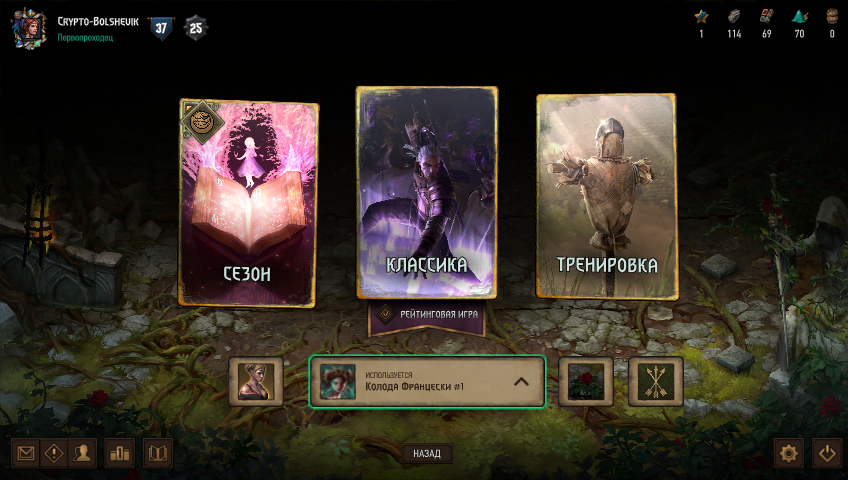 Crypto-Bolshevik
Первопроходец
37
25
1
114
69
70
0
СЕЗОН
КЛАССИКА
ТРЕНИРОВКА
РЕЙТИНГОВАЯ ИГРА
ИСПОЛЬЗУЕТСЯ
Колода Францески #1
НАЗАД